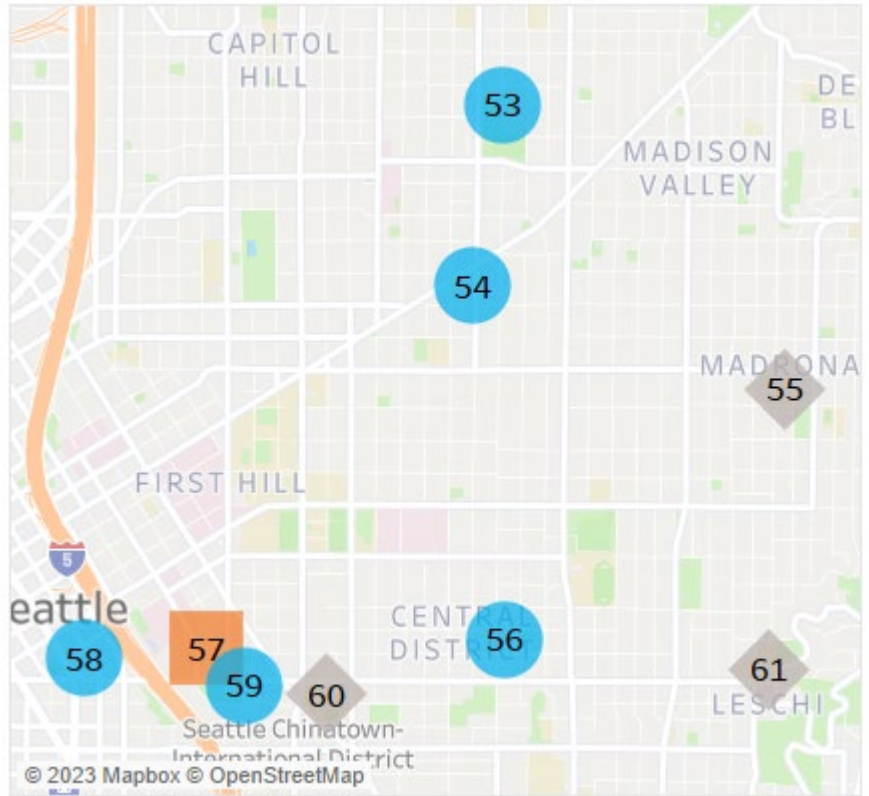 CAPITOL
HILL
53
DE
BL
MADISON
VALLEY
54
MADRONA
55
FIRST HILL
5
eattle
CENTRAL
DISTRICT
56
57
58
59
60
61
LESCHI
Seattle Chinatown-
International District
© 2023 Mapbox © OpenStreetMap